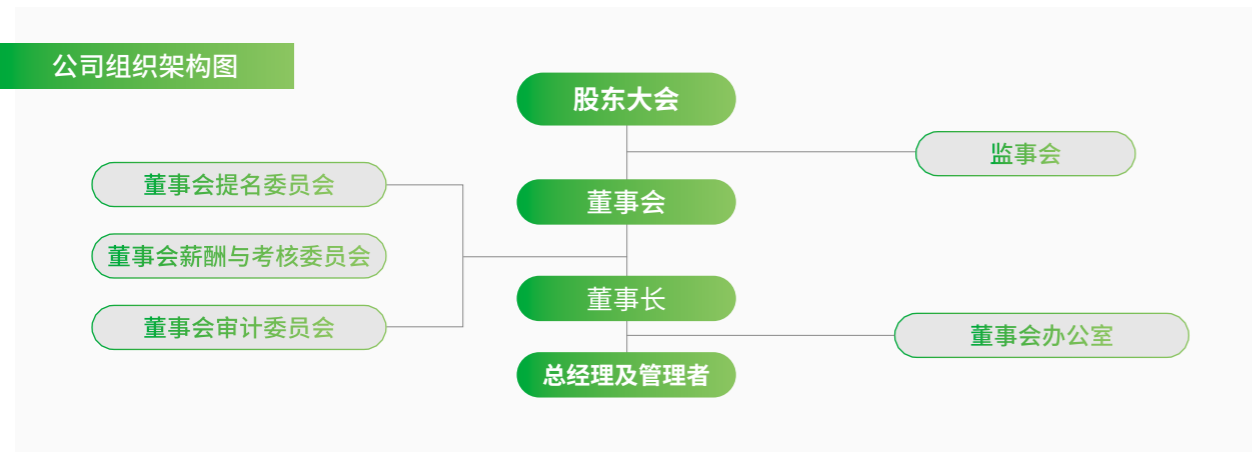 公司组织架构图
股东大会
监事会
董事会提名委员会
董事会
董事会薪酬与考核委员会
董事长
董事会审计委员会
董事会办公室
总经理及管理者